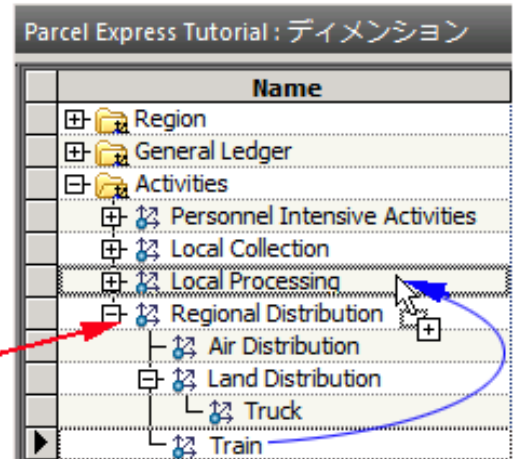 Parcel Express Tutorial : ディメンション
Name
Region
General Ledger
Activities
Personnel Intensive Activities
Local Collection
Local Processing
Regional Distribution
Air Distribution
Land Distribution
Truck
Train